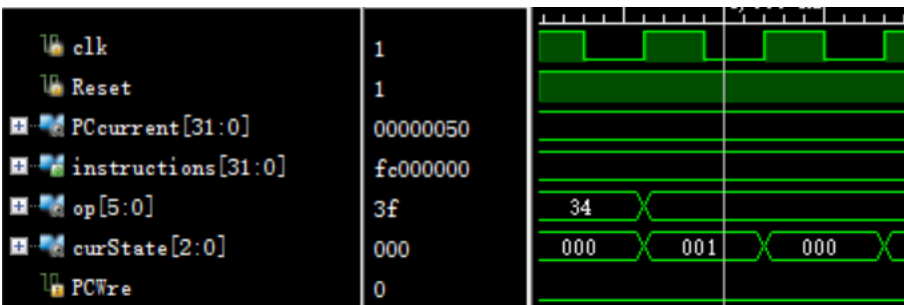 clk 1
Reset 1
PCcurrent[31:0] 00000050
instructions[31:0] fc000000
op[5:0] 3f 34
curState[2:0] 000 000 001 000
PCWre 0